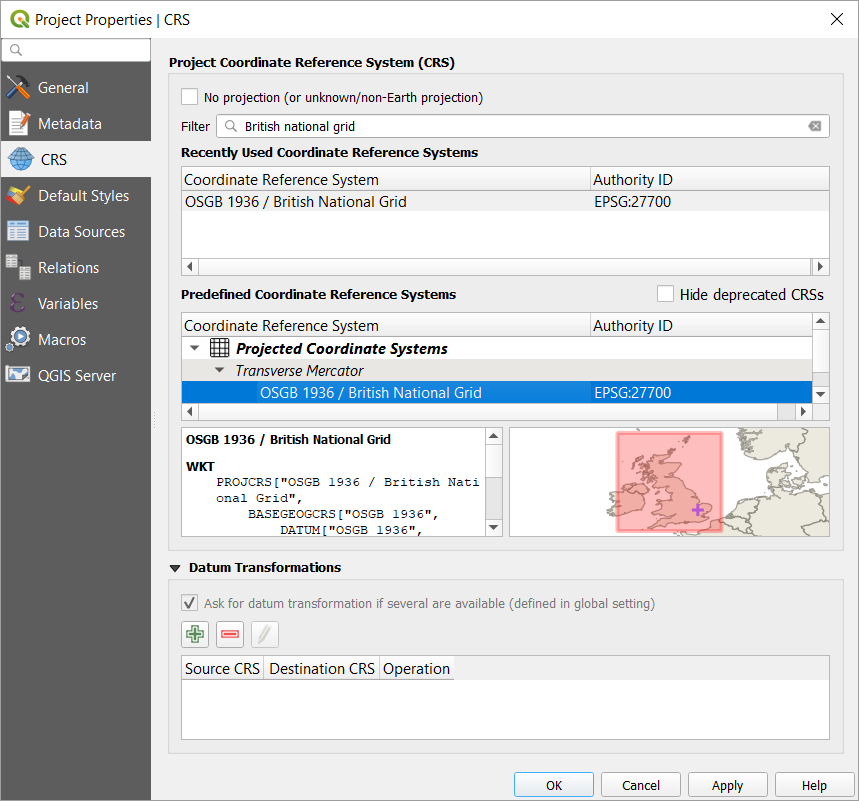 Project Properties | CRS
General
Metadata
CRS
Default Styles
Data Sources
Relations
Variables
Macros
QGIS Server
Project Coordinate Reference System (CRS)
No projection (or unknown/non-Earth projection)
Filter British national grid
Recently Used Coordinate Reference Systems
Coordinate Reference System Authority ID
OSGB 1936 / British National Grid EPSG:27700
Predefined Coordinate Reference Systems Hide deprecated CRSs
Coordinate Reference System Authority ID
Projected Coordinate Systems
Transverse Mercator
OSGB 1936 / British National Grid EPSG:27700
OSGB 1936 / British National Grid
WKT
PROJCRS["OSGB 1936 / British Nati
onal Grid",
BASEGEOGCRS["OSGB 1936",
DATUM["OSGB 1936",
Datum Transformations
Ask for datum transformation if several are available (defined in global setting)
Source CRS Destination CRS Operation
OK Cancel Apply Help